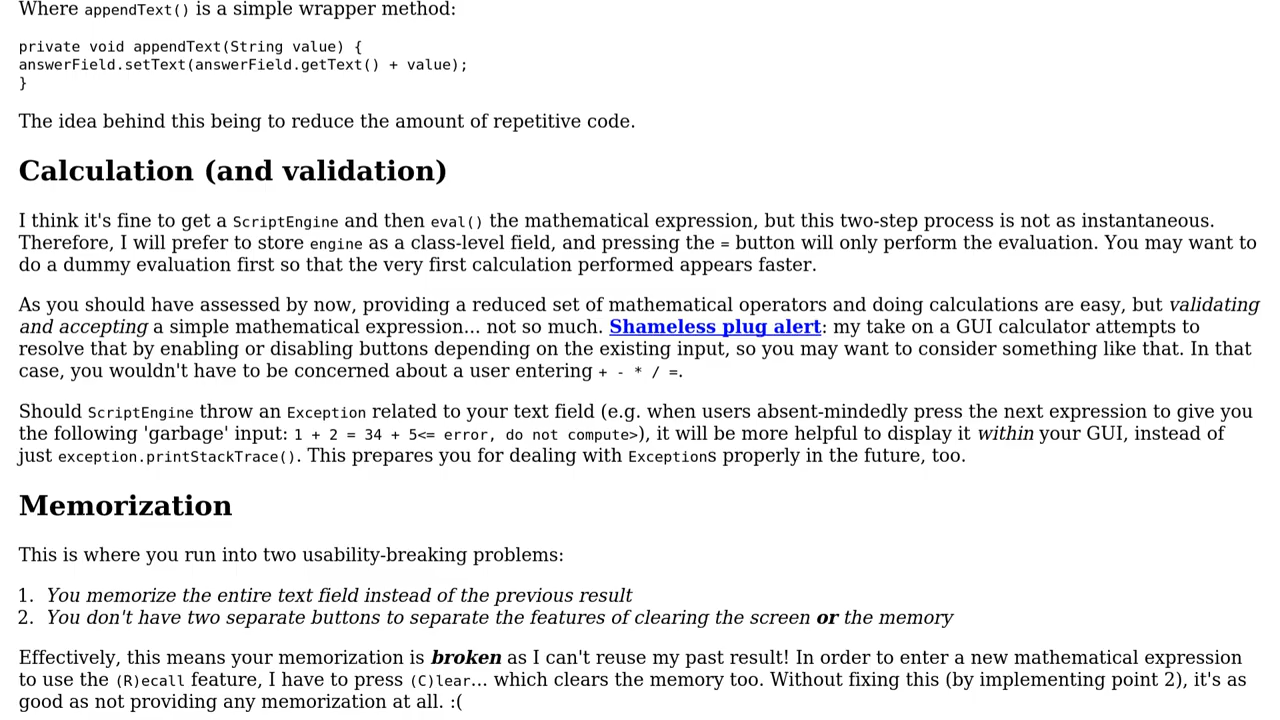 Where appendText() is a simple wrapper method:
private void appendText(String value) {
answerField.setText(answerField.getText() + value);
}
The idea behind this being to reduce the amount of repetitive code.
Calculation (and validation)
I think it's fine to get a ScriptEngine and then eval() the mathematical expression, but this two-step process is not as instantaneous.
Therefore, I will prefer to store engine as a class-level field, and pressing the = button will only perform the evaluation. You may want to
do a dummy evaluation first so that the very first calculation performed appears faster.
As you should have assessed by now, providing a reduced set of mathematical operators and doing calculations are easy, but validating
and accepting a simple mathematical expression... not so much. Shameless plug alert: my take on a GUI calculator attempts to
resolve that by enabling or disabling buttons depending on the existing input, so you may want to consider something like that. In that
case, you wouldn't have to be concerned about a user entering + - * / =.
Should ScriptEngine throw an Exception related to your text field (e.g. when users absent-mindedly press the next expression to give you
the following 'garbage' input: 1 + 2 = 34 + 5<= error, do not compute>), it will be more helpful to display it within your GUI, instead of
just exception.printStackTrace(). This prepares you for dealing with Exceptions properly in the future, too.
Memorization
This is where you run into two usability-breaking problems:
1. You memorize the entire text field instead of the previous result
2. You don't have two separate buttons to separate the features of clearing the screen or the memory
Effectively, this means your memorization is broken as I can't reuse my past result! In order to enter a new mathematical expression
to use the (R)ecall feature, I have to press (C)lear... which clears the memory too. Without fixing this (by implementing point 2), it's as
good as not providing any memorization at all. :(